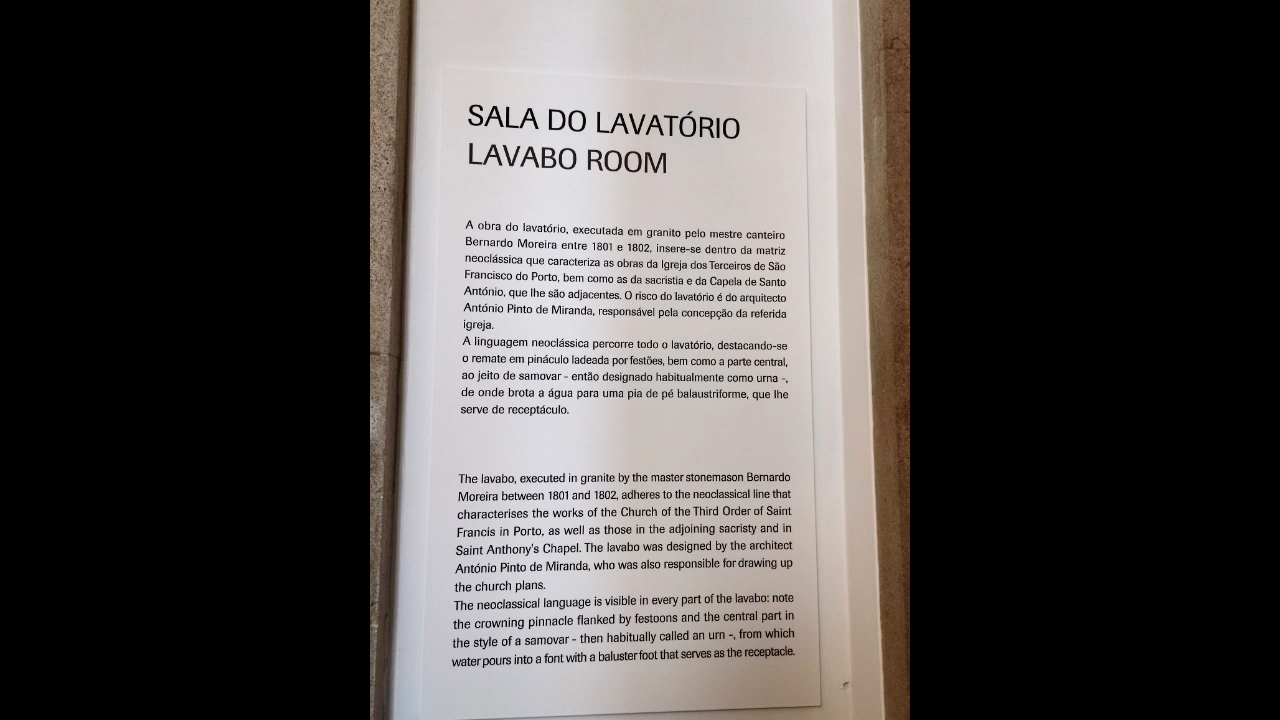 SALA DO LAVATÓRIO
LAVABO ROOM
A obra do lavatório, executada em granito pelo mestre canteiro
Bernardo Moreira entre 1801 e 1802, insere-se dentro da matriz
neoclássica que caracteriza as obras da Igreja dos Terceiros de São
Francisco do Porto, bem como as da sacristia e da Capela de Santo
António, que lhe são adjacentes. O risco do lavatório é do arquitecto
António Pinto de Miranda, responsável pela concepção da referida
igreja.
A linguagem neoclássica percorre todo o lavatório, destacando-se
o remate em pináculo ladeada por festões, bem como a parte central,
ao jeito de samovar - então designado habitualmente como urna -,
de onde brota a água para uma pia de pé balaustriforme, que lhe
serve de receptáculo.
The lavabo, executed in granite by the master stonemason Bernardo
Moreira between 1801 and 1802, adheres to the neoclassical line that
characterises the works of the Church of the Third Order of Saint
Francis in Porto, as well as those in the adjoining sacristy and in
Saint Anthony's Chapel. The lavabo was designed by the architect
António Pinto de Miranda, who was also responsible for drawing up
the church plans.
The neoclassical language is visible in every part of the lavabo: note
the crowning pinnacle flanked by festoons and the central part in
the style of a samovar - then habitually called an urn -, from which
water pours into a font with a baluster foot that serves as the receptacle.